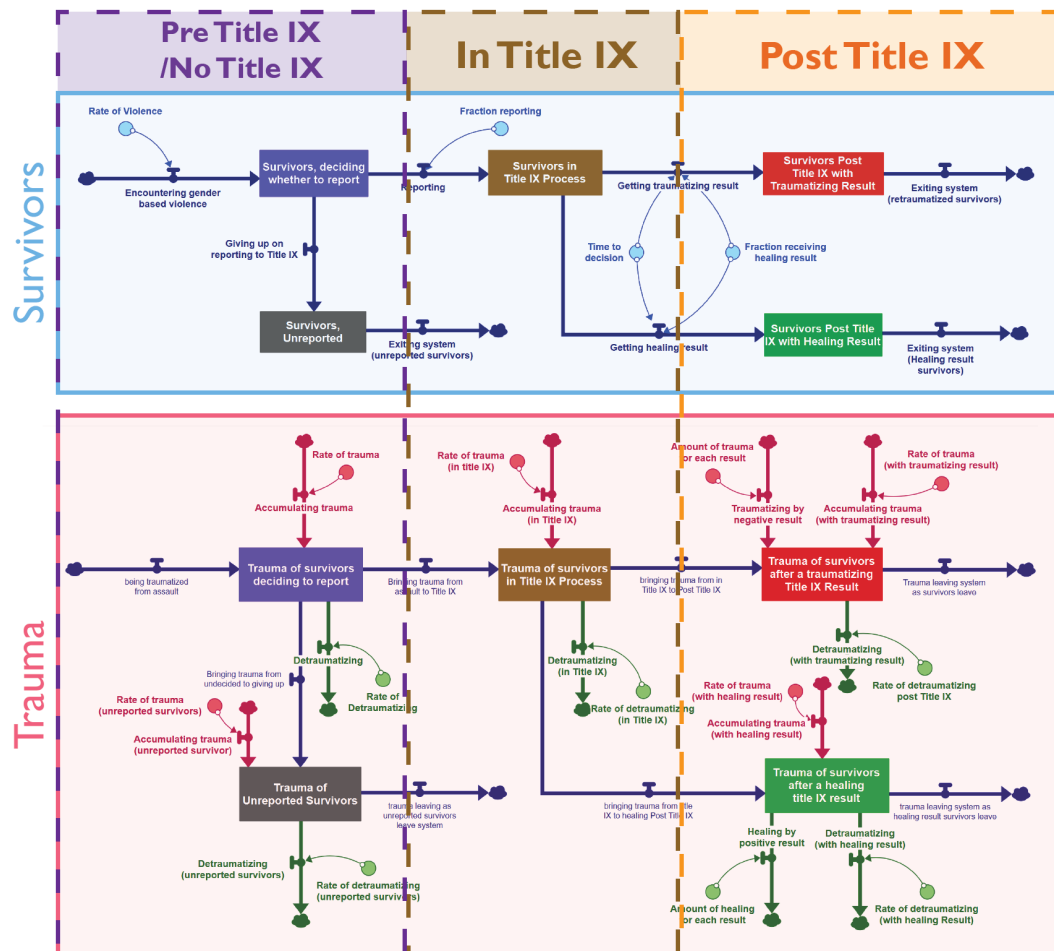 Pre Title IX
/No Title IX
In Title IX
Post Title IX
Survivors
Rate of Violence
Encountering gender
based violence
Survivors, deciding
whether to report
Fraction reporting
Reporting
Survivors in
Title IX Process
Getting traumatizing result
Survivors Post
Title IX with
Traumatizing Result
Exiting system
(retraumatized survivors)
Giving up on
reporting to Title IX
Time to
decision
Fraction receiving
healing result
Survivors,
Unreported
Exiting system
(unreported survivors)
Getting healing result
Survivors Post Title
IX with Healing Result
Exiting system
(Healing result
survivors)
Trauma
Rate of trauma
Accumulating trauma
Rate of trauma
(in title IX)
Accumulating trauma
(in Title IX)
Amount of trauma
for each result
Traumatizing by
negative result
Rate of trauma
(with traumatizing result)
Accumulating trauma
(with traumatizing result)
being traumatized
from assault
Trauma of survivors
deciding to report
Bringing trauma from
assault to Title IX
Trauma of survivors
in Title IX Process
bringing trauma from in
Title IX to Post Title IX
Trauma of survivors
after a traumatizing
Title IX Result
Trauma leaving system
as survivors leave
Bringing trauma from
undecided to giving up
Detraumatizing
Rate of
Detraumatizing
Detraumatizing
(in Title IX)
Rate of detraumatizing
(in Title IX)
Detraumatizing
(with traumatizing result)
Rate of detraumatizing
post Title IX
Rate of trauma
(unreported survivors)
Accumulating trauma
(unreported survivor)
Rate of trauma
(with healing result)
Accumulating trauma
(with healing result)
Trauma of
Unreported Survivors
trauma leaving as
unreported survivors
leave system
bringing trauma from title
IX to healing Post Title IX
Trauma of survivors
after a healing
title IX result
trauma leaving system as
healing result survivors leave
Detraumatizing
(unreported survivors)
Rate of detraumatizing
(unreported survivors)
Healing by
positive result
Detraumatizing
(with healing result)
Amount of healing
for each result
Rate of detraumatizing
(with healing Result)